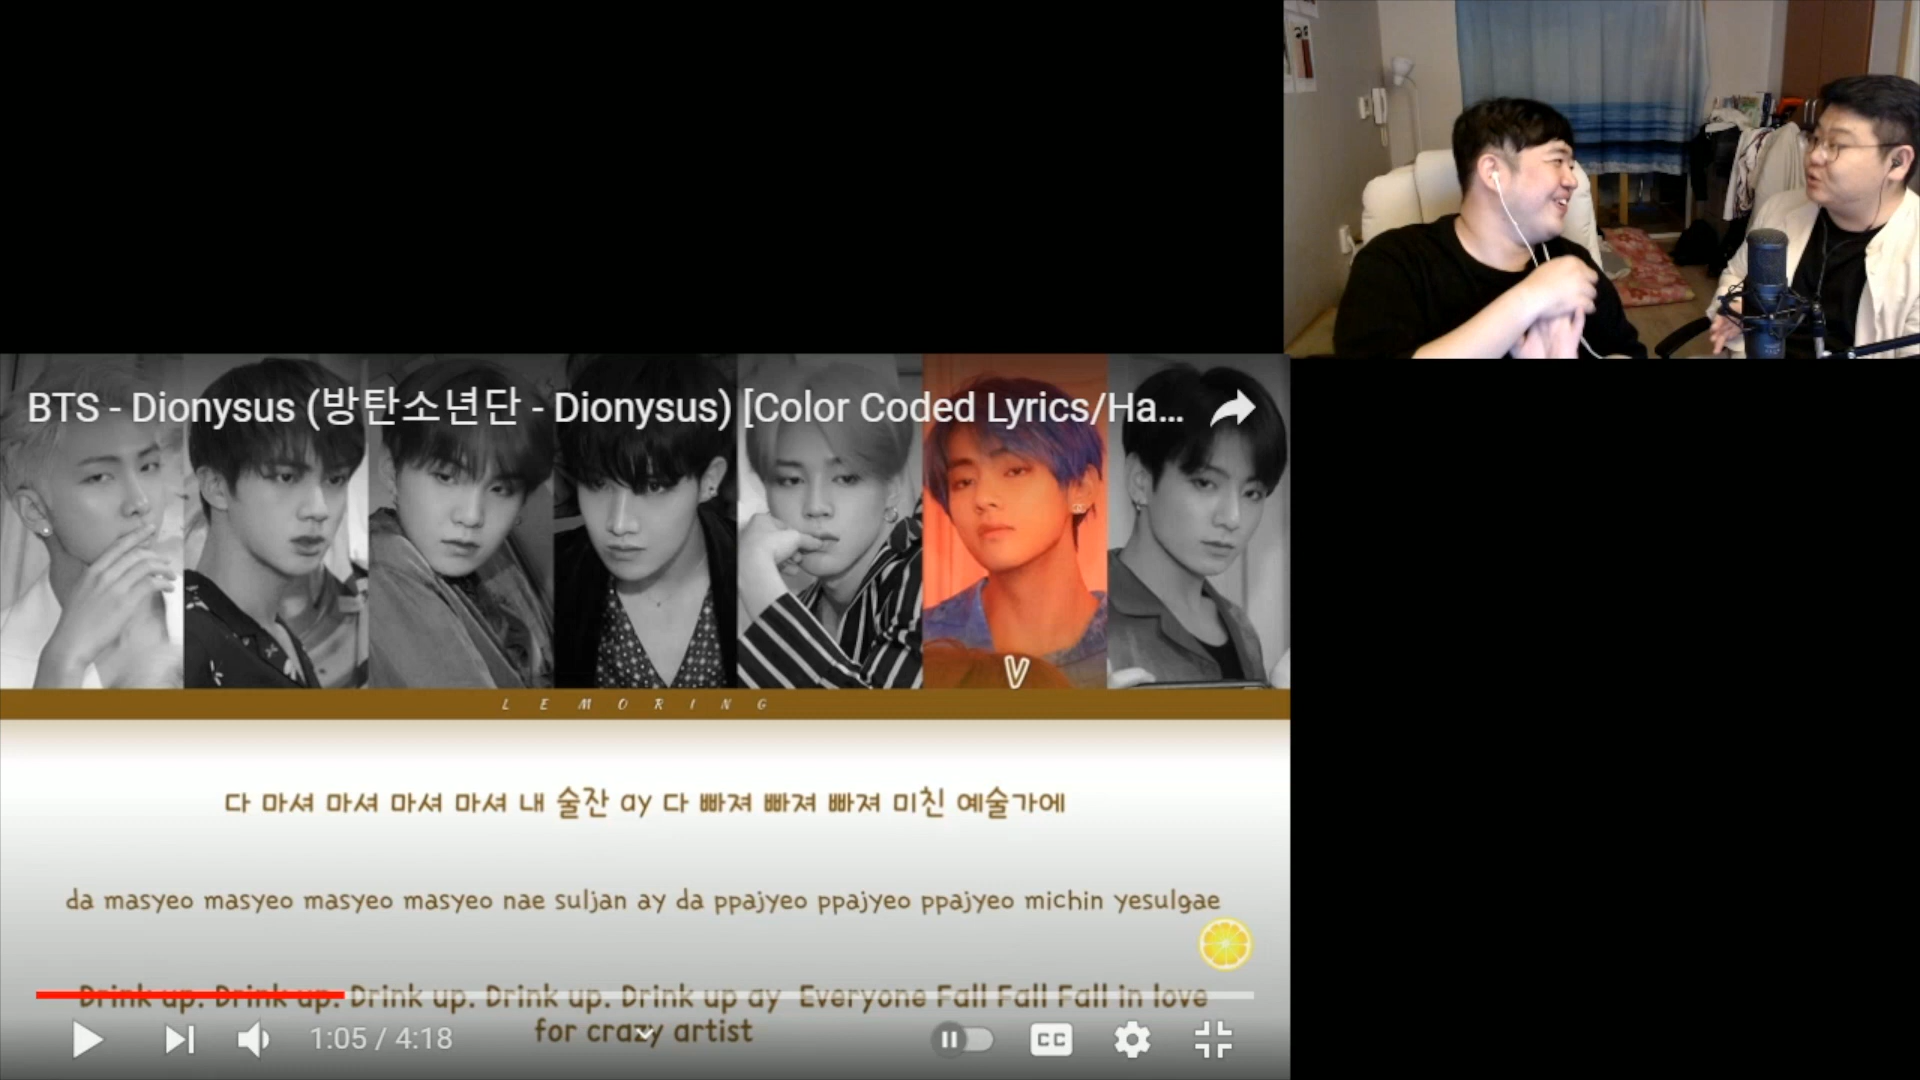 BTS - Dionysus (방탄소년단 - Dionysus) [Color Coded Lyrics/Ha...
V
LEMORING
다 마셔 마셔 마셔 마셔 내 술잔 ay 다 빠져 빠져 빠져 미친 예술가에
da masyeo masyeo masyeo masyeo nae suljan ay da ppajyeo ppajyeo ppajyeo michin yesulgae
Drink up. Drink up. Drink up. Drink up. Drink up ay Everyone Fall Fall Fall in love
for crazy artist
1:05 / 4:18
CC